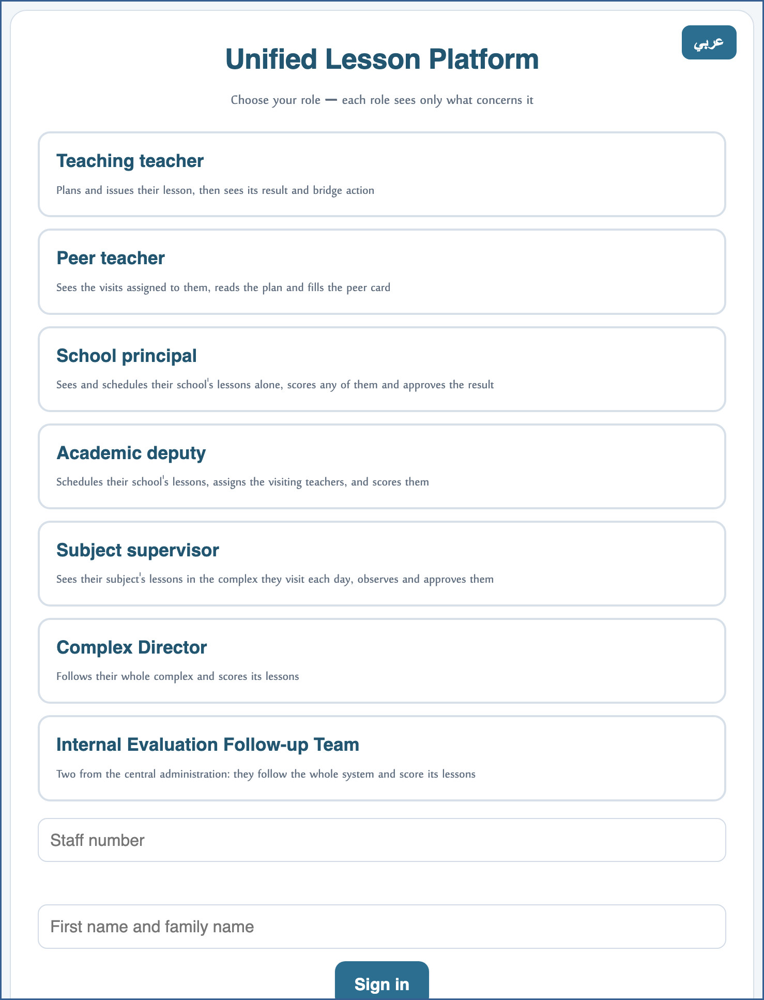 عربي
Unified Lesson Platform
Choose your role — each role sees only what concerns it
Teaching teacher
Plans and issues their lesson, then sees its result and bridge action
Peer teacher
Sees the visits assigned to them, reads the plan and fills the peer card
School principal
Sees and schedules their school's lessons alone, scores any of them and approves the result
Academic deputy
Schedules their school's lessons, assigns the visiting teachers, and scores them
Subject supervisor
Sees their subject's lessons in the complex they visit each day, observes and approves them
Complex Director
Follows their whole complex and scores its lessons
Internal Evaluation Follow-up Team
Two from the central administration: they follow the whole system and score its lessons
Staff number
First name and family name
Sign in